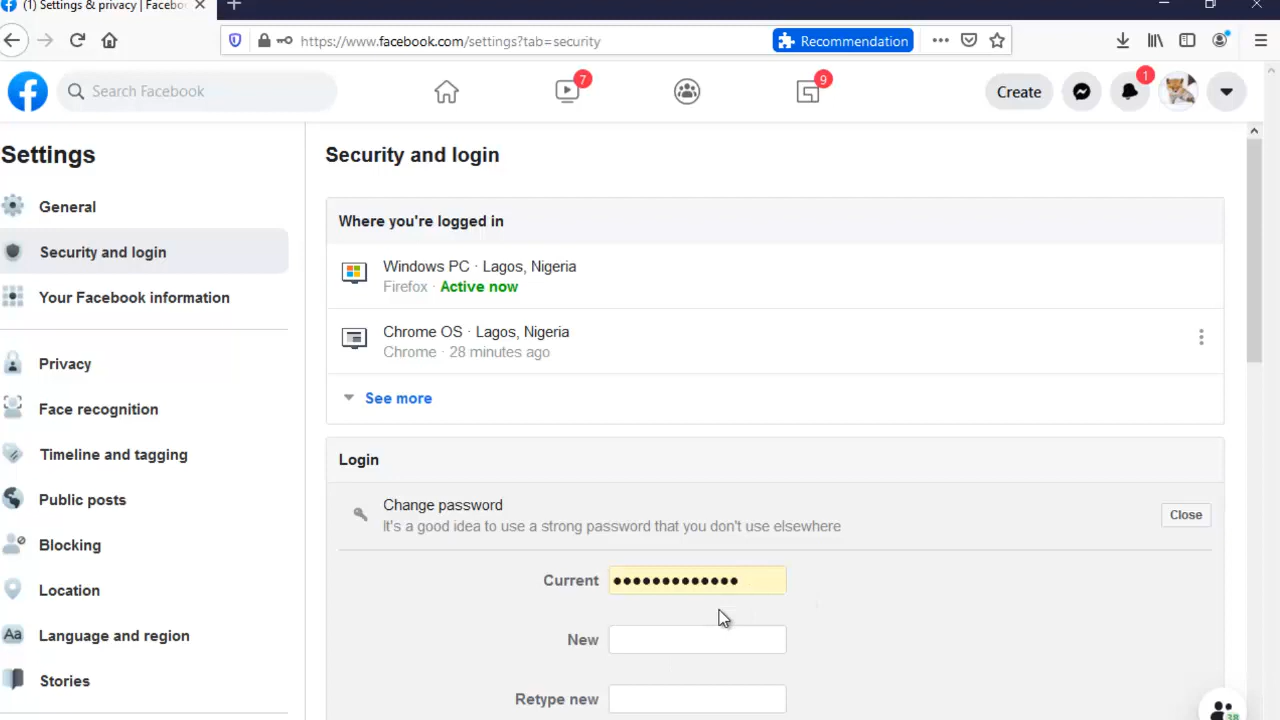 (1) Settings & privacy | Facebo
https://www.facebook.com/settings?tab=security
Recommendation
Search Facebook
7
9
Create
1
Settings
General
Security and login
Your Facebook information
Privacy
Face recognition
Timeline and tagging
Public posts
Blocking
Location
Aa
Language and region
Stories
Security and login
Where you're logged in
Windows PC · Lagos, Nigeria
Firefox · Active now
Chrome OS · Lagos, Nigeria
Chrome · 28 minutes ago
See more
Login
Change password
It's a good idea to use a strong password that you don't use elsewhere
Close
Current
New
Retype new
38